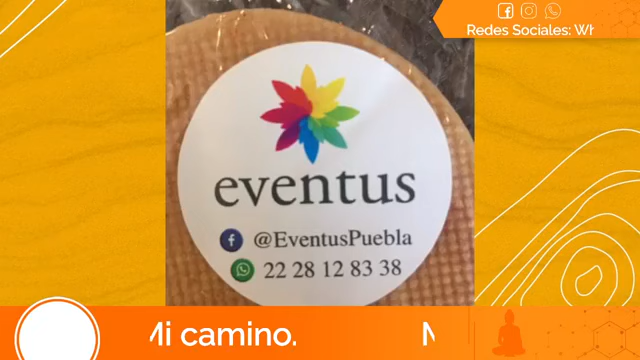 Redes Sociales: Wh
eventus
@EventusPuebla
22 28 12 83 38
Mi camino.